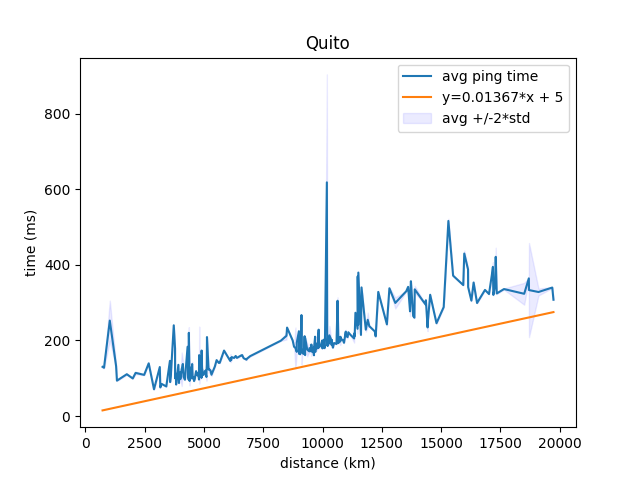 Quito
avg ping time
y=0.01367*x + 5
avg +/-2*std
time (ms)
800
600
400
200
0
0 2500 5000 7500 10000 12500 15000 17500 20000
distance (km)